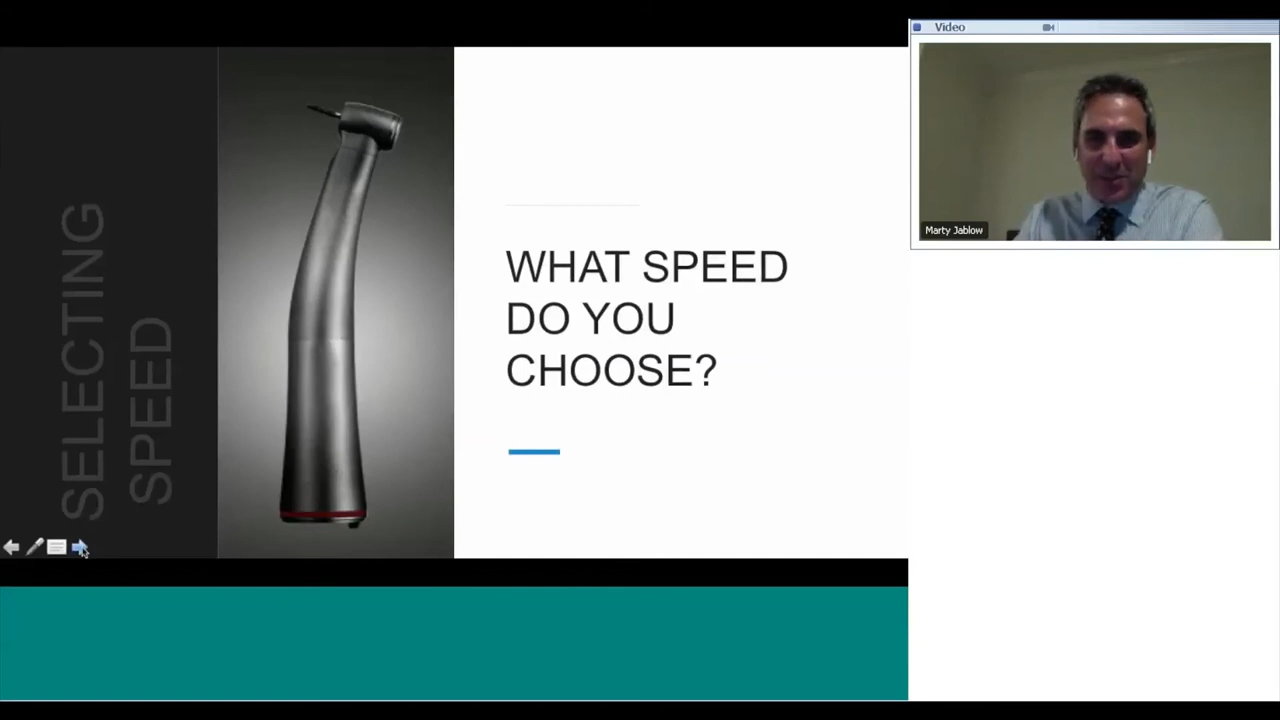 SELECTING
SPEED
WHAT SPEED
DO YOU
CHOOSE?
Video
Marty Jablow